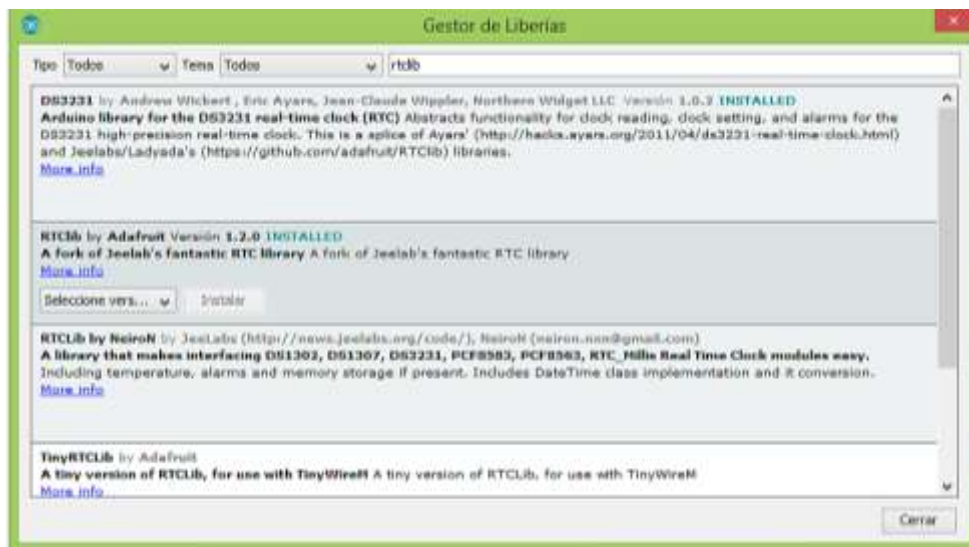 Gestor de Liberias
Tipo Todos Tema Todos rtclib
DS3231 by Andrew Wickert , Eric Ayars, Jean-Claude Wippler, Northern Widget LLC Versión 1.0.2 INSTALLED
Arduino library for the DS3231 real-time clock (RTC) Abstracts functionality for clock reading, clock setting, and alarms for the
DS3231 high-precision real-time clock. This is a splice of Ayars' (http://hacks.ayars.org/2011/04/ds3231-real-time-clock.html)
and Jeelabs/Ladyada's (https://github.com/adafruit/RTClib) libraries.
More info
RTClib by Adafruit Versión 1.2.0 INSTALLED
A fork of Jeelab's fantastic RTC library A fork of Jeelab's fantastic RTC library
More info
Seleccione vers... Instalar
RTCLib by NeiroN by JeeLabs (http://news.jeelabs.org/code/), NeiroN (neiron.nxn@gmail.com)
A library that makes interfacing DS1302, DS1307, DS3231, PCF8583, PCF8563, RTC_Millis Real Time Clock modules easy.
Including temperature, alarms and memory storage if present. Includes DateTime class implementation and it conversion.
More info
TinyRTCLib by Adafruit
A tiny version of RTCLib, for use with TinyWireM A tiny version of RTCLib, for use with TinyWireM
More info
Cerrar